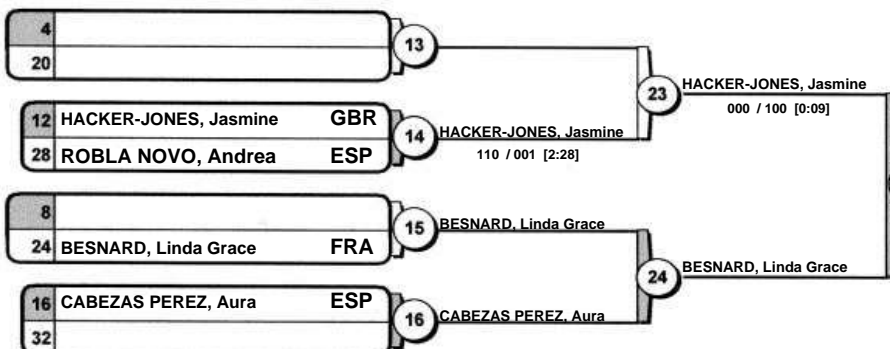 4
20
13
HACKER-JONES, Jasmine
000 / 100 [0:09]
23
12 HACKER-JONES, Jasmine GBR
28 ROBLA NOVO, Andrea ESP
14
HACKER-JONES, Jasmine
110 / 001 [2:28]
8
24 BESNARD, Linda Grace FRA
15
BESNARD, Linda Grace
24
BESNARD, Linda Grace
16 CABEZAS PEREZ, Aura ESP
32
16
CABEZAS PEREZ, Aura